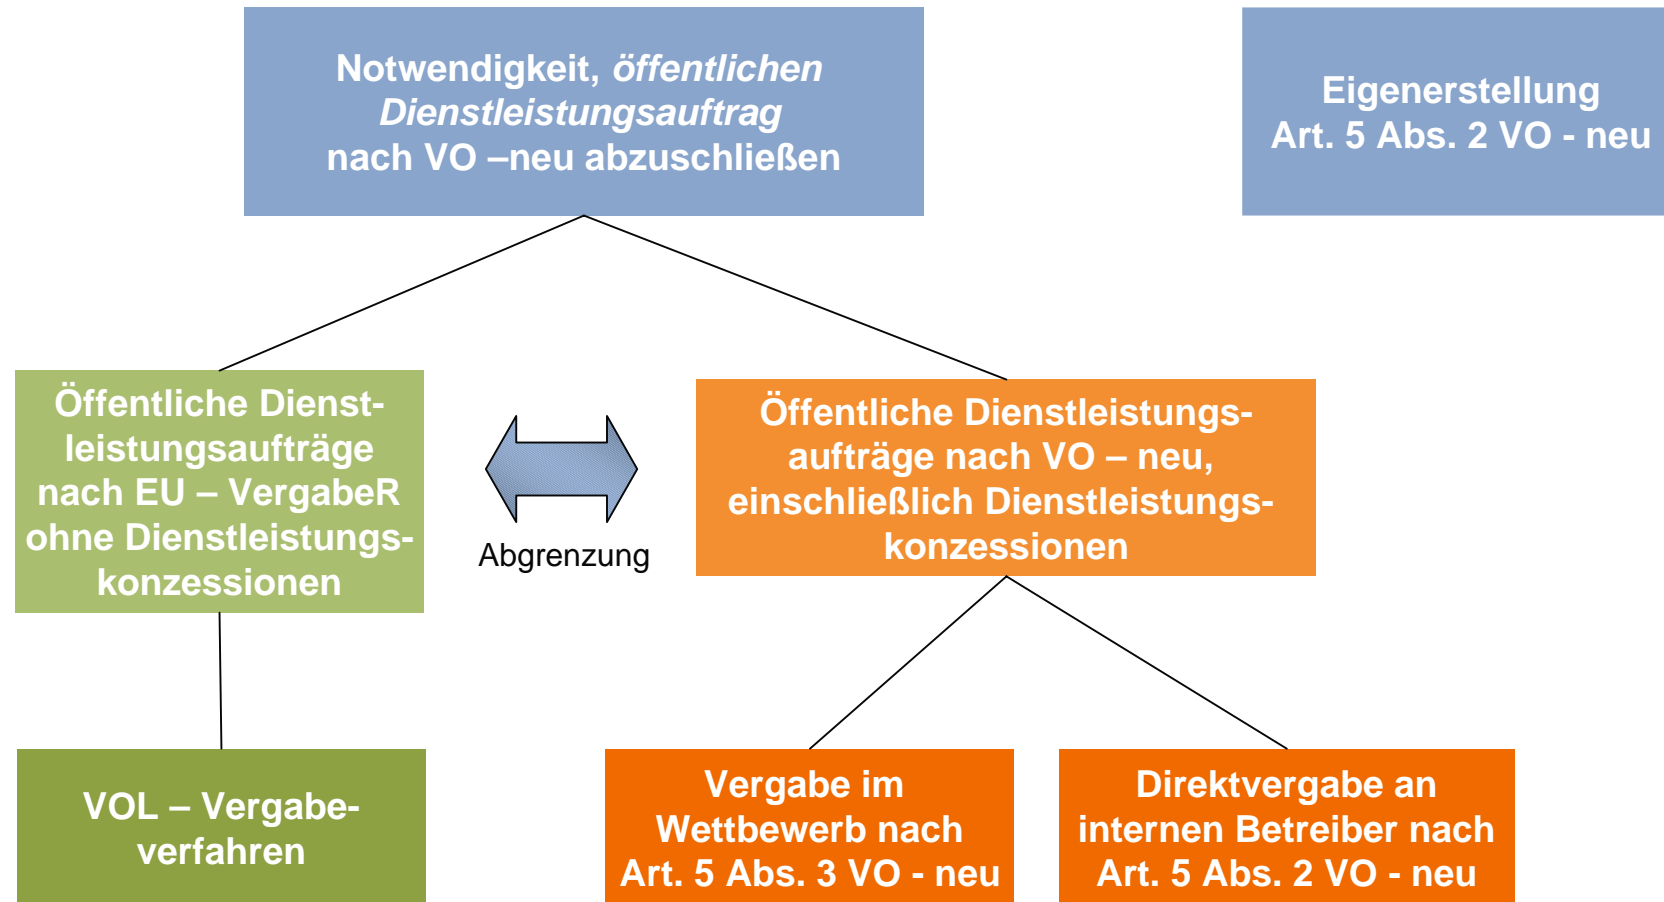 Notwendigkeit, öffentlichen
Dienstleistungsauftrag
nach VO –neu abzuschließen
Eigenerstellung
Art. 5 Abs. 2 VO - neu
Öffentliche Dienst-
leistungsaufträge
nach EU – VergabeR
ohne Dienstleistungs-
konzessionen
Abgrenzung
Öffentliche Dienstleistungs-
aufträge nach VO – neu,
einschließlich Dienstleistungs-
konzessionen
VOL – Vergabe-
verfahren
Vergabe im
Wettbewerb nach
Art. 5 Abs. 3 VO - neu
Direktvergabe an
internen Betreiber nach
Art. 5 Abs. 2 VO - neu